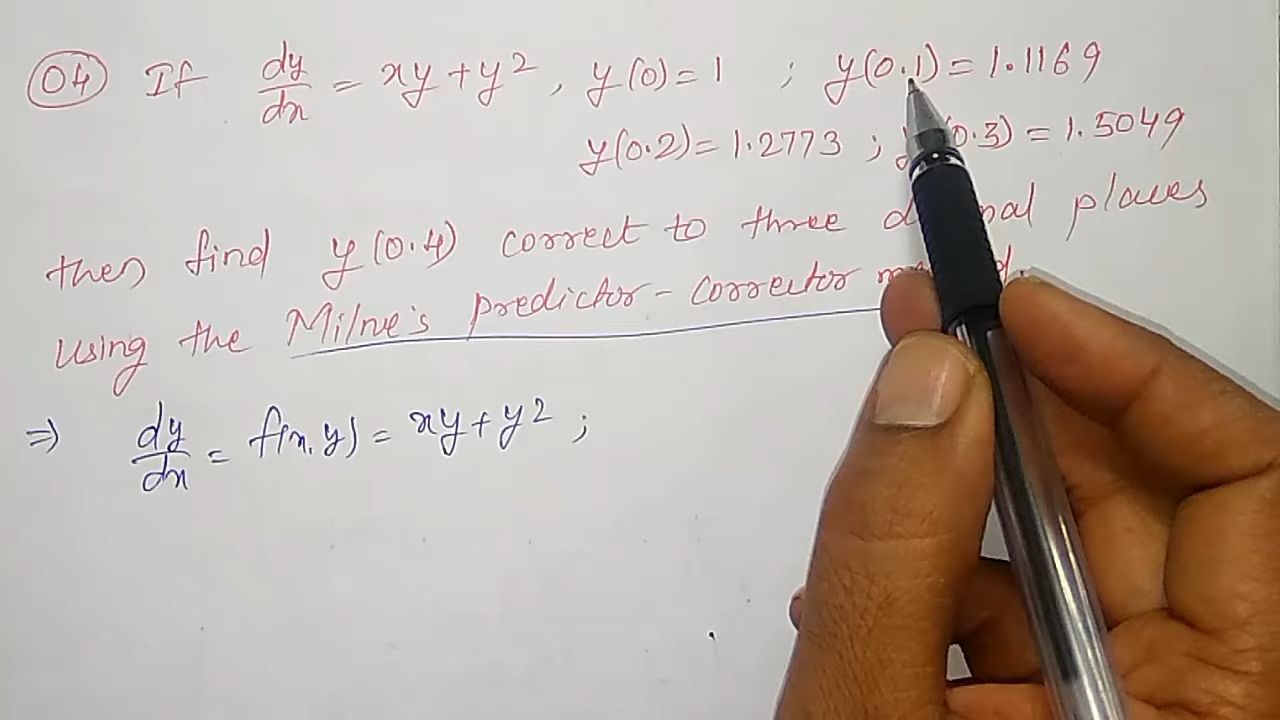 04 If dy/dx = xy + y2 , y(0) = 1 ; y(0.1) = 1.1169
y(0.2) = 1.2773 ; (0.3) = 1.5049
then find y(0.4) correct to three places
using the Milne's predictor - corrector
⇒ dy/dx = f(x, y) = xy + y2 ;